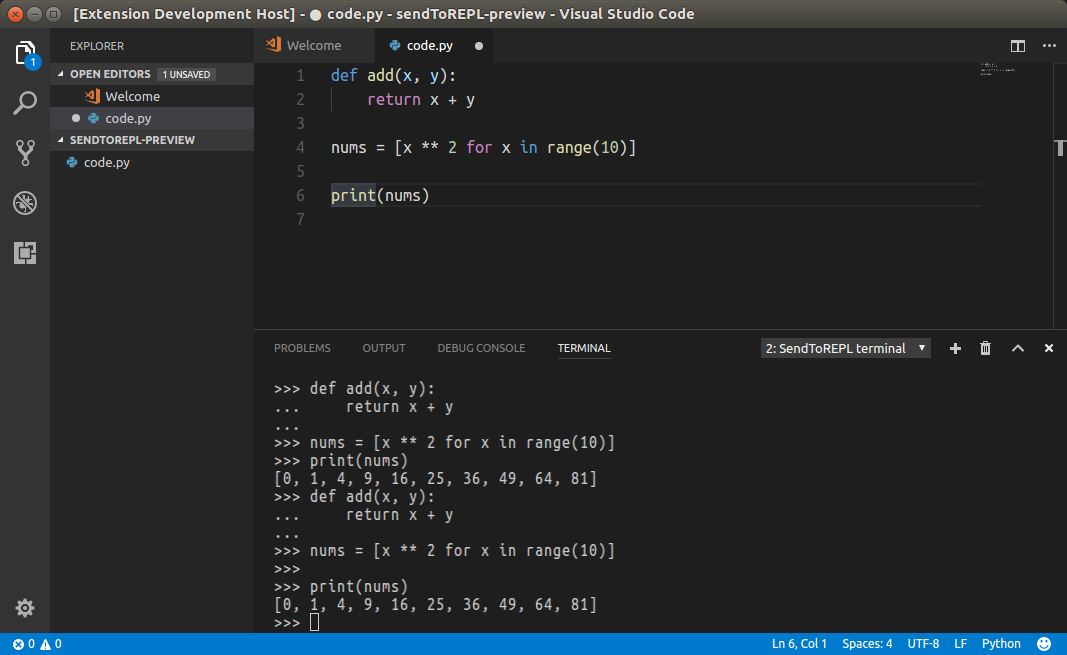 [Extension Development Host] - ● code.py - sendToREPL-preview - Visual Studio Code
1
EXPLORER
OPEN EDITORS 1 UNSAVED
Welcome
code.py
SENDTOREPL-PREVIEW
code.py
Welcome
code.py
1 def add(x, y):
2     return x + y
3
4 nums = [x ** 2 for x in range(10)]
5
6 print(nums)
7
PROBLEMS OUTPUT DEBUG CONSOLE TERMINAL 2: SendToREPL terminal
>>> def add(x, y):
...     return x + y
...
>>> nums = [x ** 2 for x in range(10)]
>>> print(nums)
[0, 1, 4, 9, 16, 25, 36, 49, 64, 81]
>>> def add(x, y):
...     return x + y
...
>>> nums = [x ** 2 for x in range(10)]
>>>
>>> print(nums)
[0, 1, 4, 9, 16, 25, 36, 49, 64, 81]
>>>
0 0 Ln 6, Col 1 Spaces: 4 UTF-8 LF Python